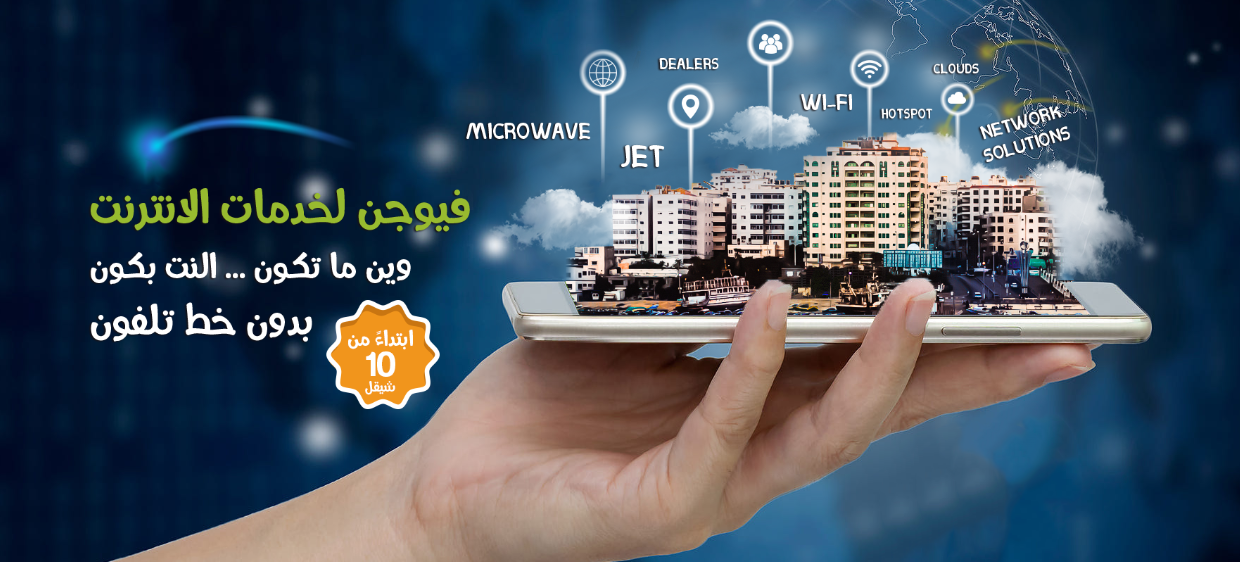 فيوجن لخدمات الانترنت
وين ما تكون ... النت بكون
بدون خط تلفون
ابتداءً من
10
شيقل
MICROWAVE
DEALERS
JET
WI-FI
HOTSPOT
CLOUDS
NETWORK
SOLUTIONS